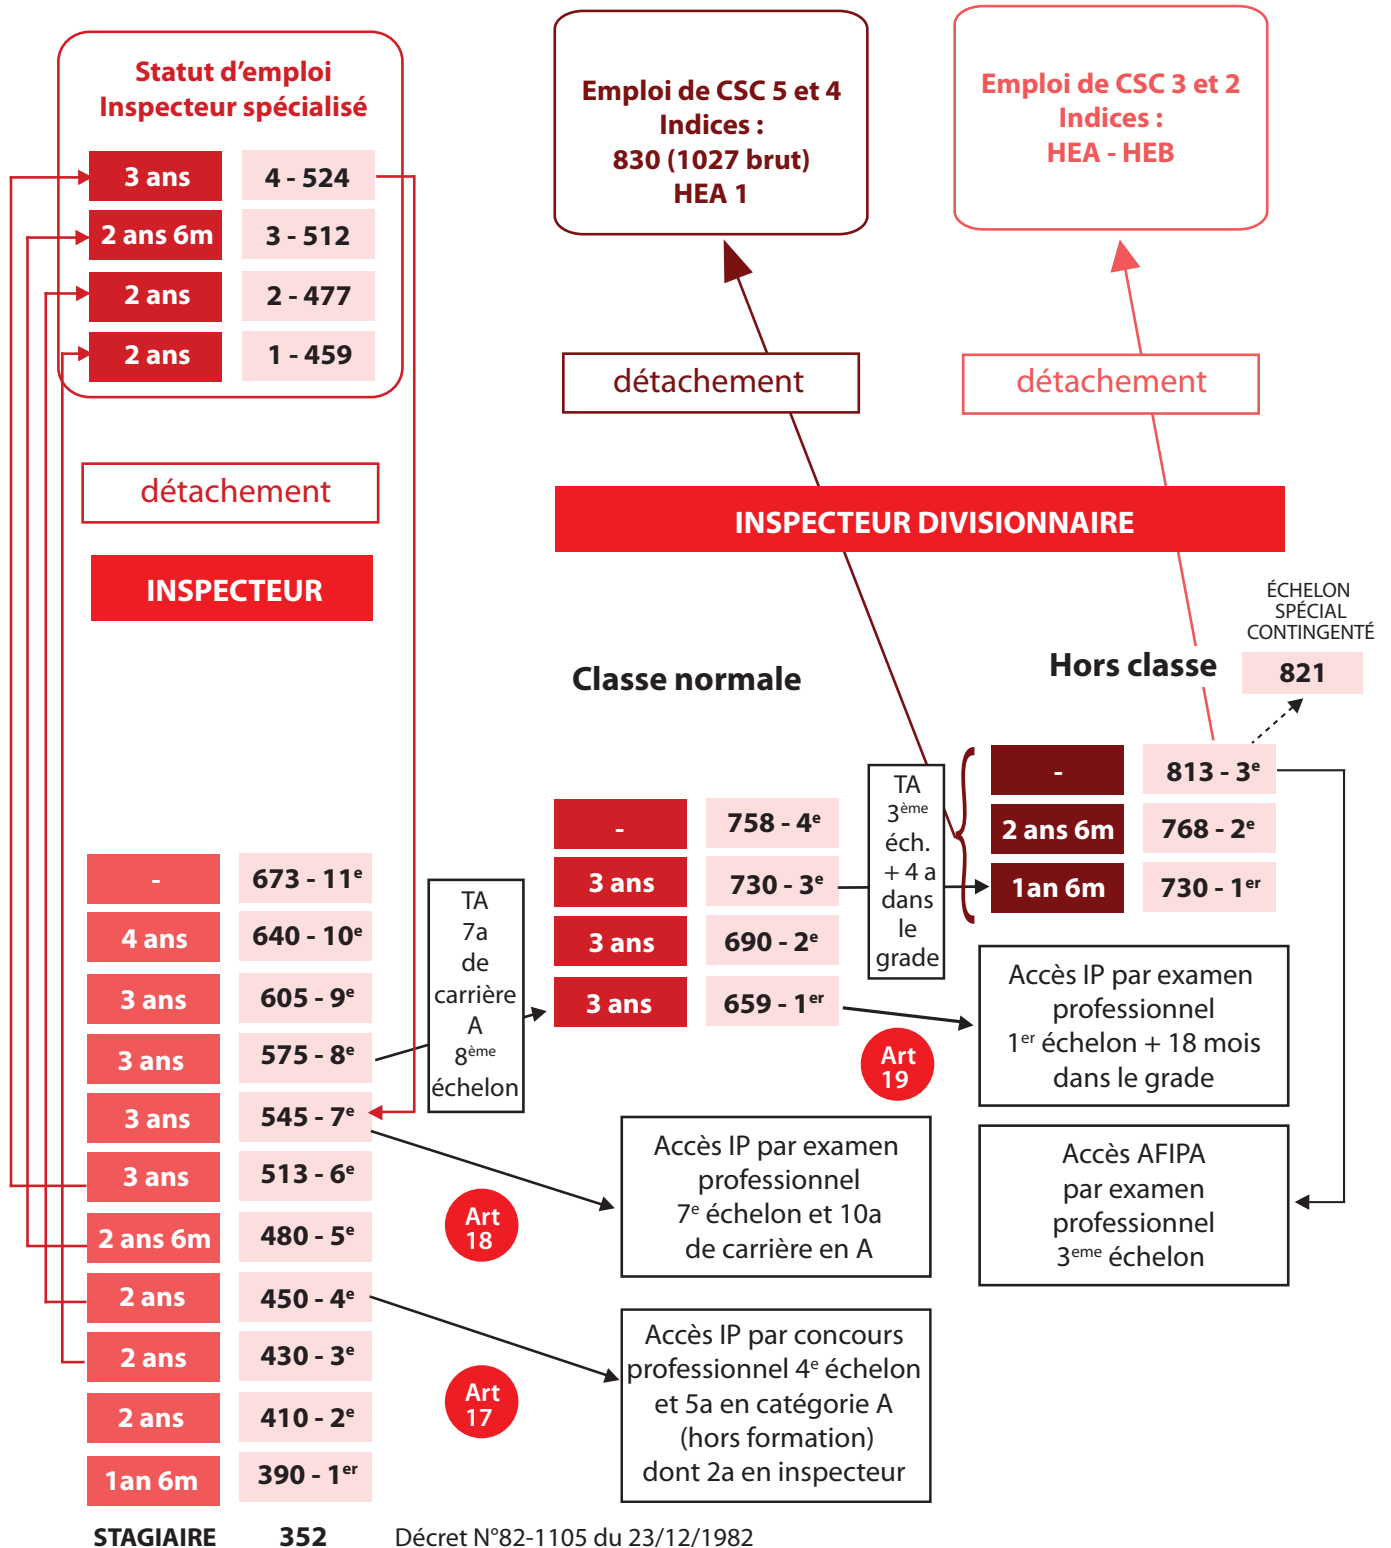 Statut d'emploi
Inspecteur spécialisé
3 ans 4 - 524
2 ans 6m 3 - 512
2 ans 2 - 477
2 ans 1 - 459
détachement
INSPECTEUR
- 673 - 11e
4 ans 640 - 10e
3 ans 605 - 9e
3 ans 575 - 8e
3 ans 545 - 7e
3 ans 513 - 6e
2 ans 6m 480 - 5e
2 ans 450 - 4e
2 ans 430 - 3e
2 ans 410 - 2e
1an 6m 390 - 1er
STAGIAIRE 352
Décret N°82-1105 du 23/12/1982
TA
7a
de
carrière
A
8ème
échelon
Emploi de CSC 5 et 4
Indices :
830 (1027 brut)
HEA 1
détachement
Emploi de CSC 3 et 2
Indices :
HEA - HEB
détachement
INSPECTEUR DIVISIONNAIRE
Classe normale
- 758 - 4e
3 ans 730 - 3e
3 ans 690 - 2e
3 ans 659 - 1er
TA
3ème
éch.
+ 4 a
dans
le
grade
Hors classe
ÉCHELON
SPÉCIAL
CONTINGENTÉ
821
- 813 - 3e
2 ans 6m 768 - 2e
1an 6m 730 - 1er
Art
19
Accès IP par examen
professionnel
1er échelon + 18 mois
dans le grade
Accès AFIPA
par examen
professionnel
3eme échelon
Art
18
Accès IP par examen
professionnel
7e échelon et 10a
de carrière en A
Art
17
Accès IP par concours
professionnel 4e échelon
et 5a en catégorie A
(hors formation)
dont 2a en inspecteur